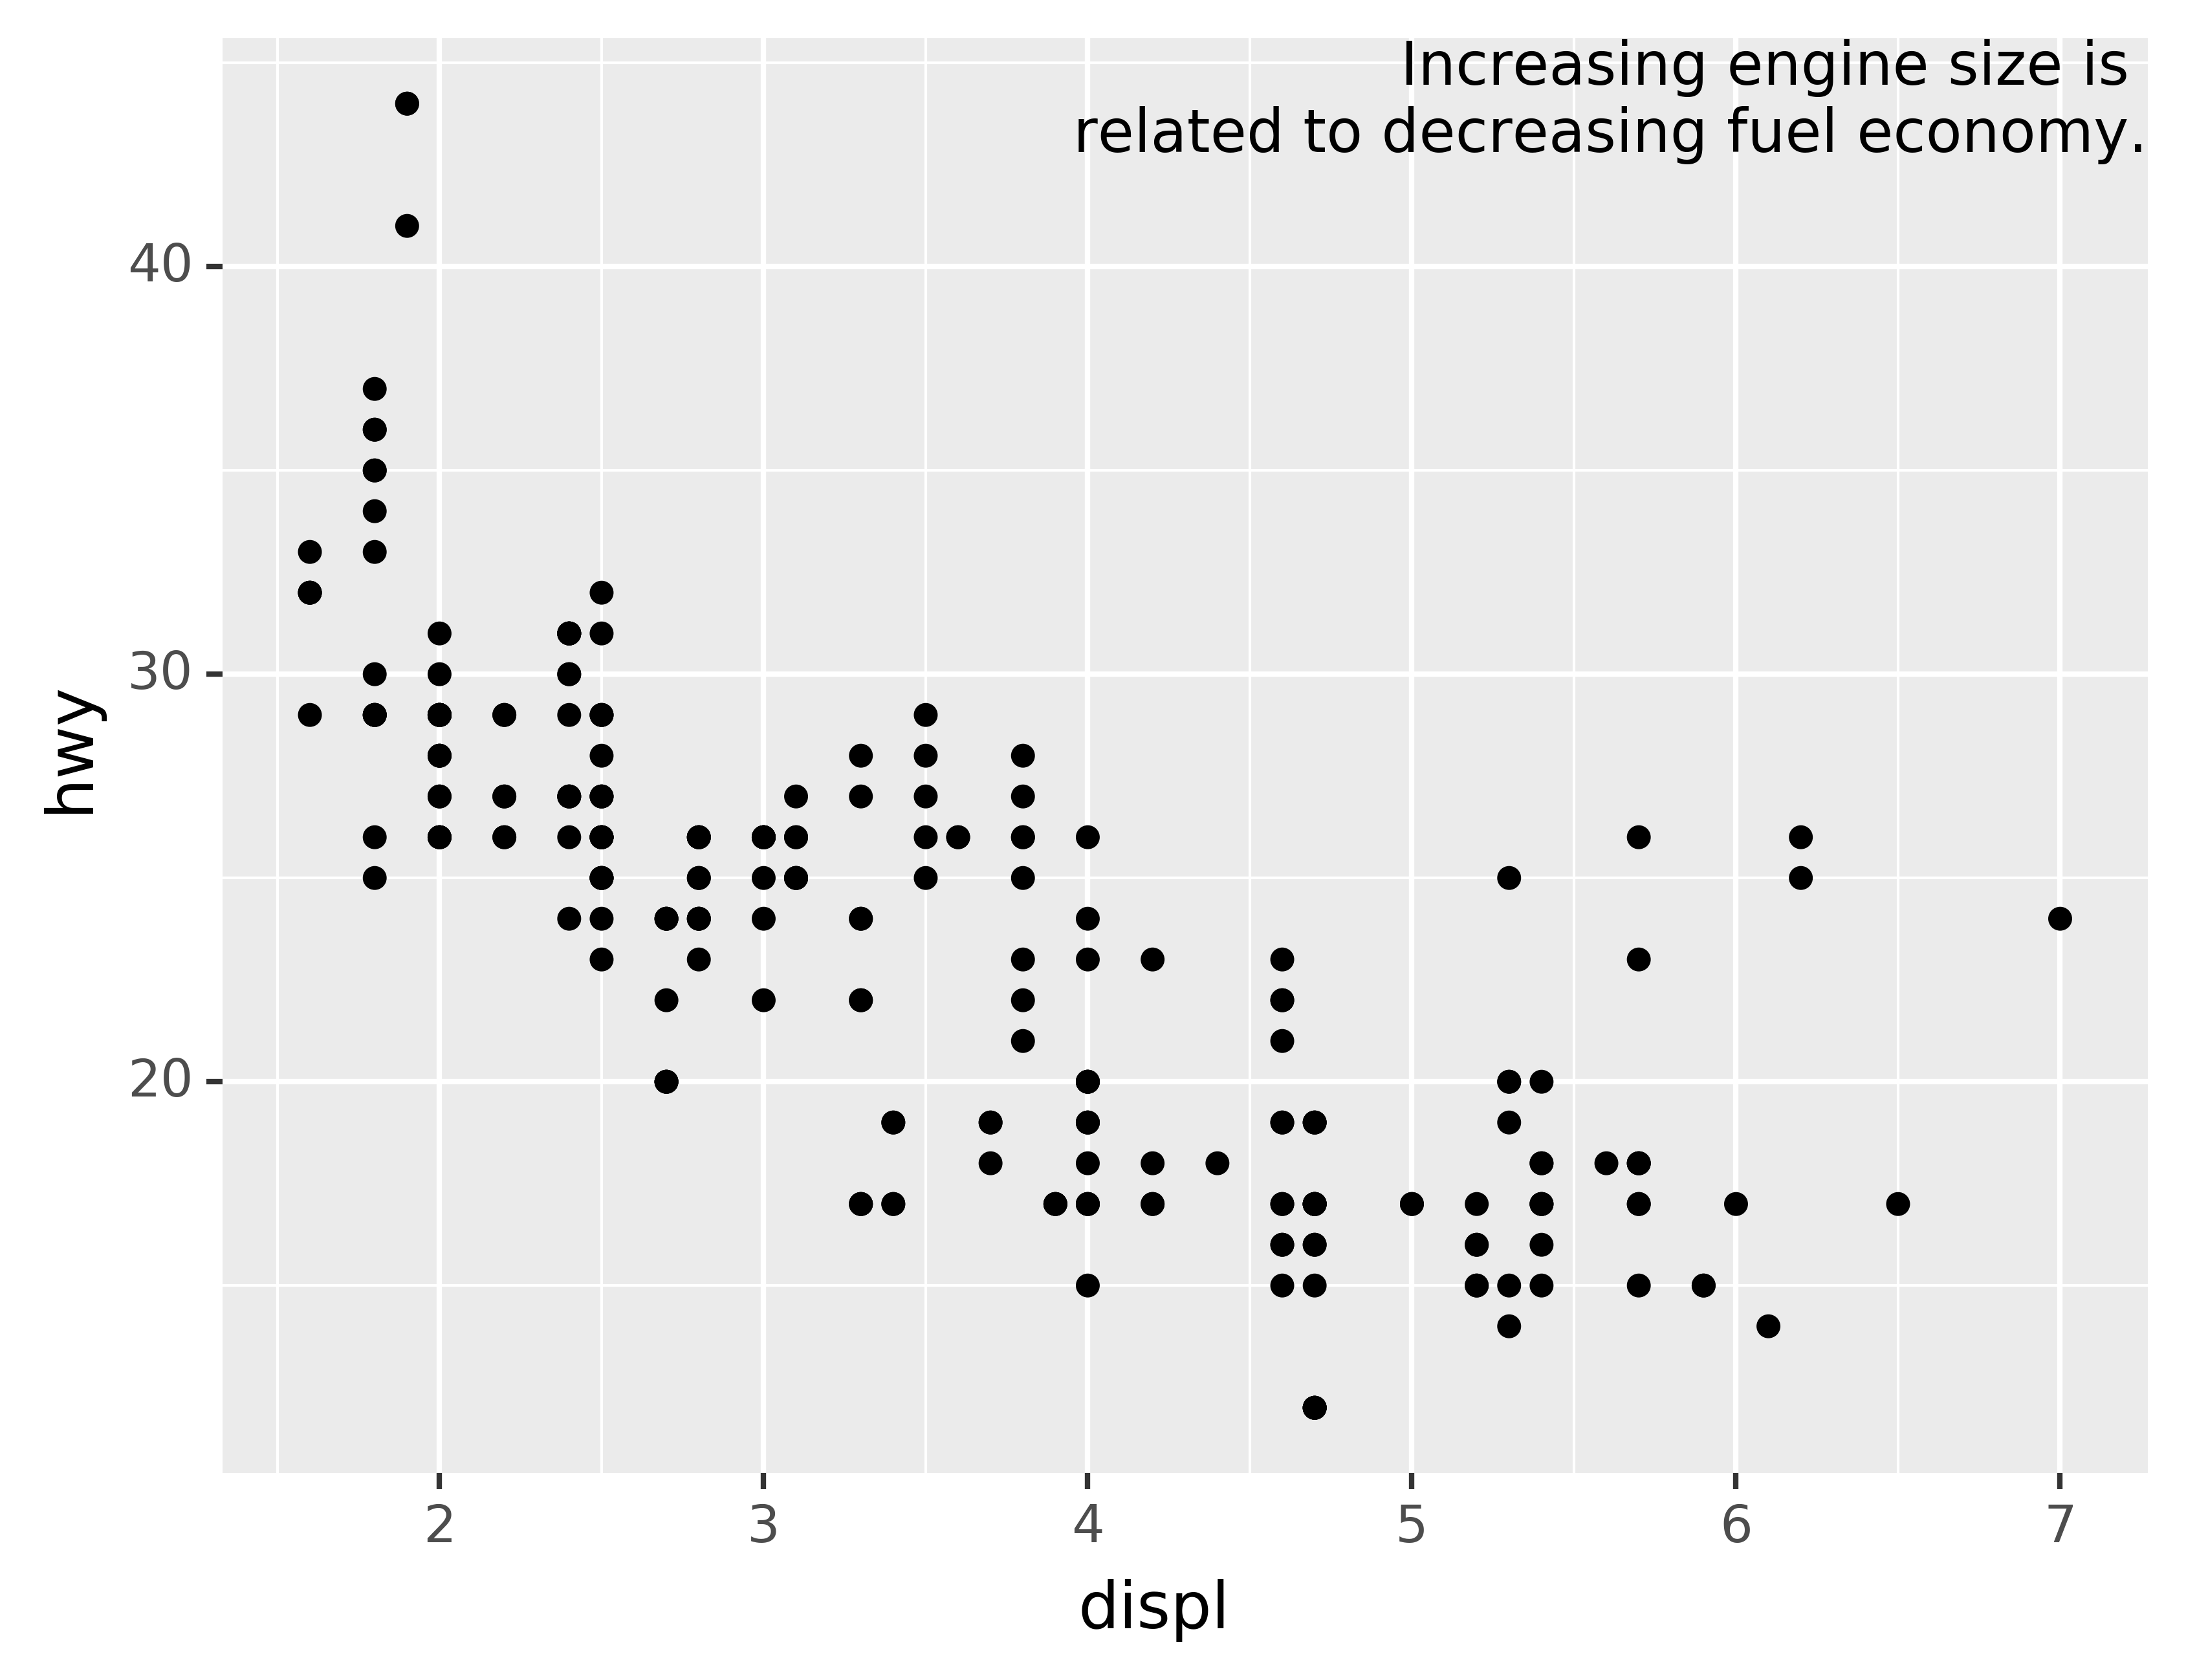 Increasing engine size is
related to decreasing fuel economy.
40
30
20
hwy
2 3 4 5 6 7
displ